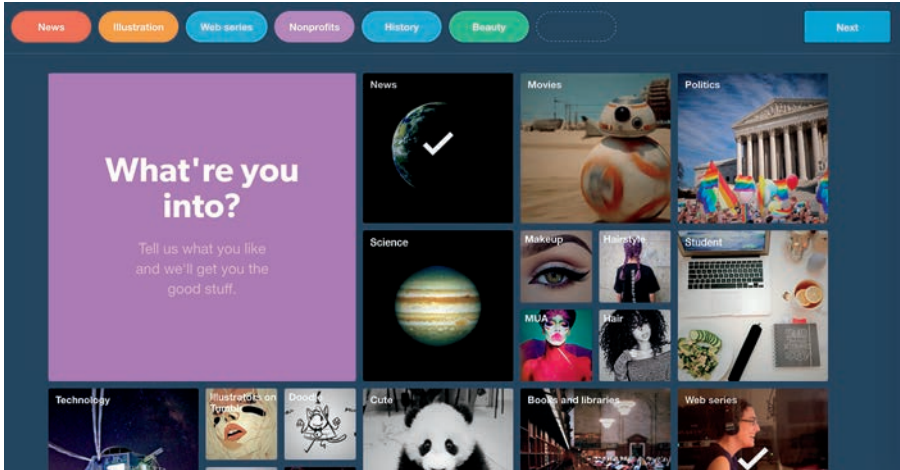 News
Illustration
Web series
Nonprofits
History
Beauty
Next
What're you
into?
Tell us what you like
and we'll get you the
good stuff.
News
Movies
Politics
Science
Makeup
Hairstyle
Student
MUA
Hair
Technology
Illustrators on
Tumblr
Doodle
Cute
Books and libraries
Web series